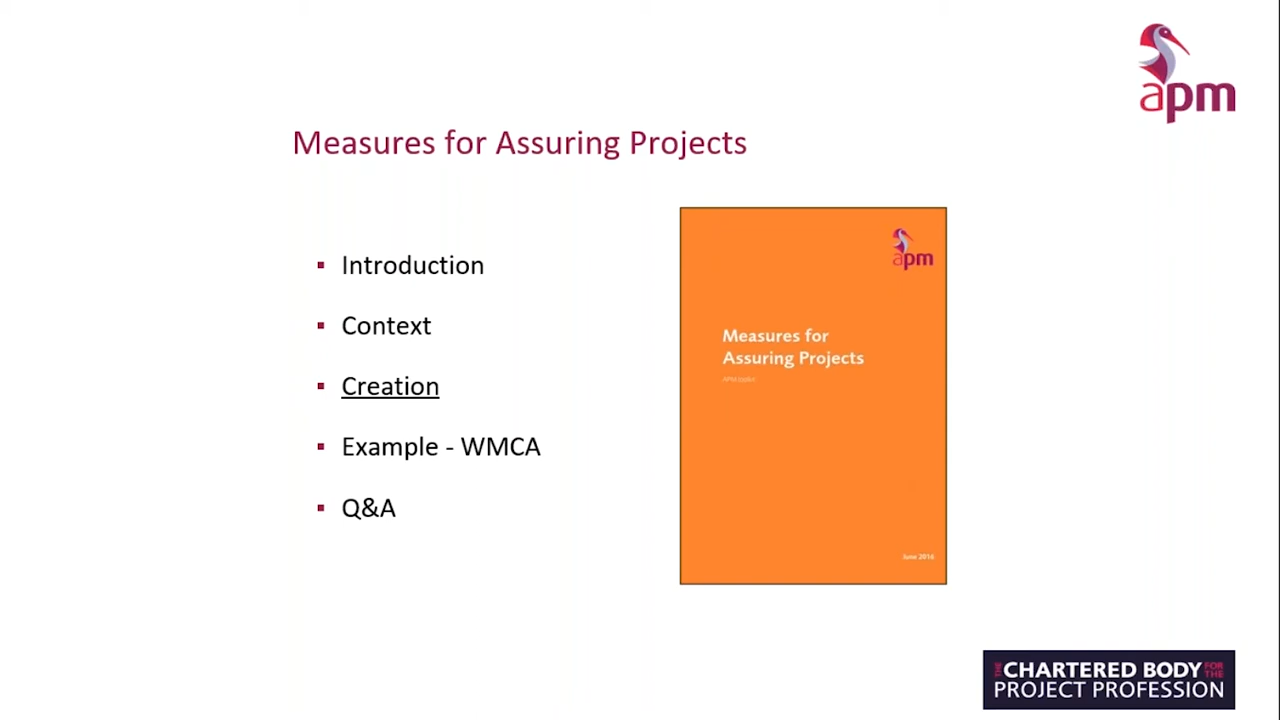 apm
Measures for Assuring Projects
▪ Introduction
▪ Context
▪ Creation
▪ Example - WMCA
▪ Q&A
apm
Measures for
Assuring Projects
June 2016
THE CHARTERED BODY FOR THE
PROJECT PROFESSION